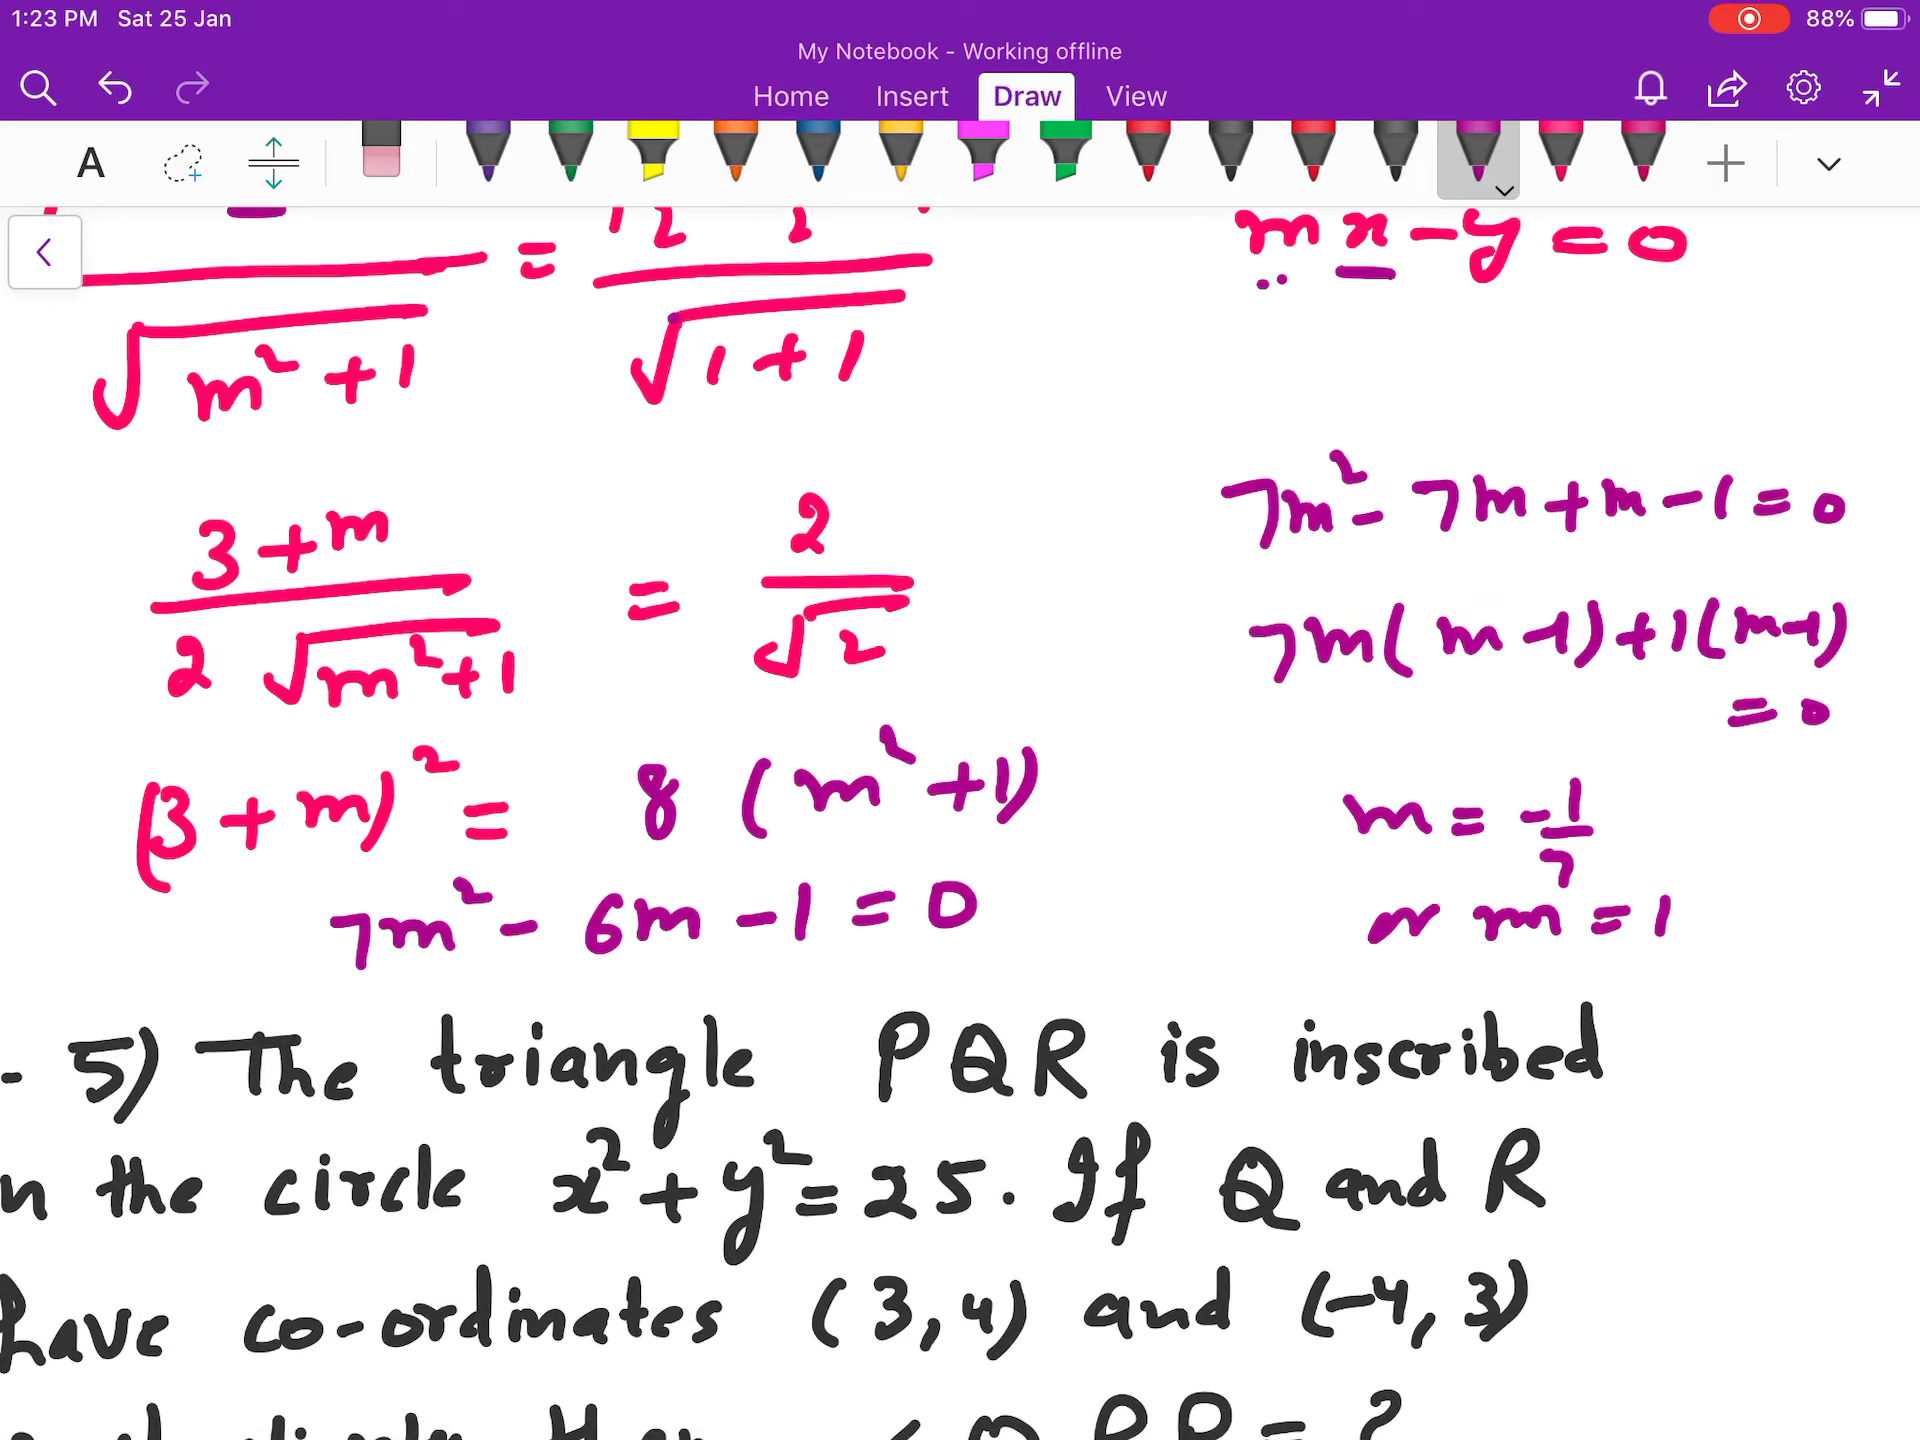 1:23 PM Sat 25 Jan 88%
My Notebook - Working offline
Home Insert Draw View
A
= mx-y=0
√m²+1 √1+1
7m²-7m+m-1=0
3+m / 2√m²+1 = 2/√2
7m(m-1)+1(m-1)
=0
(3+m)² = 8(m²+1)
m = -1/7
7m²-6m-1=0
or m=1
- 5) The triangle PQR is inscribed
n the circle x²+y²=25. If Q and R
have co-ordinates (3,4) and (-4,3)